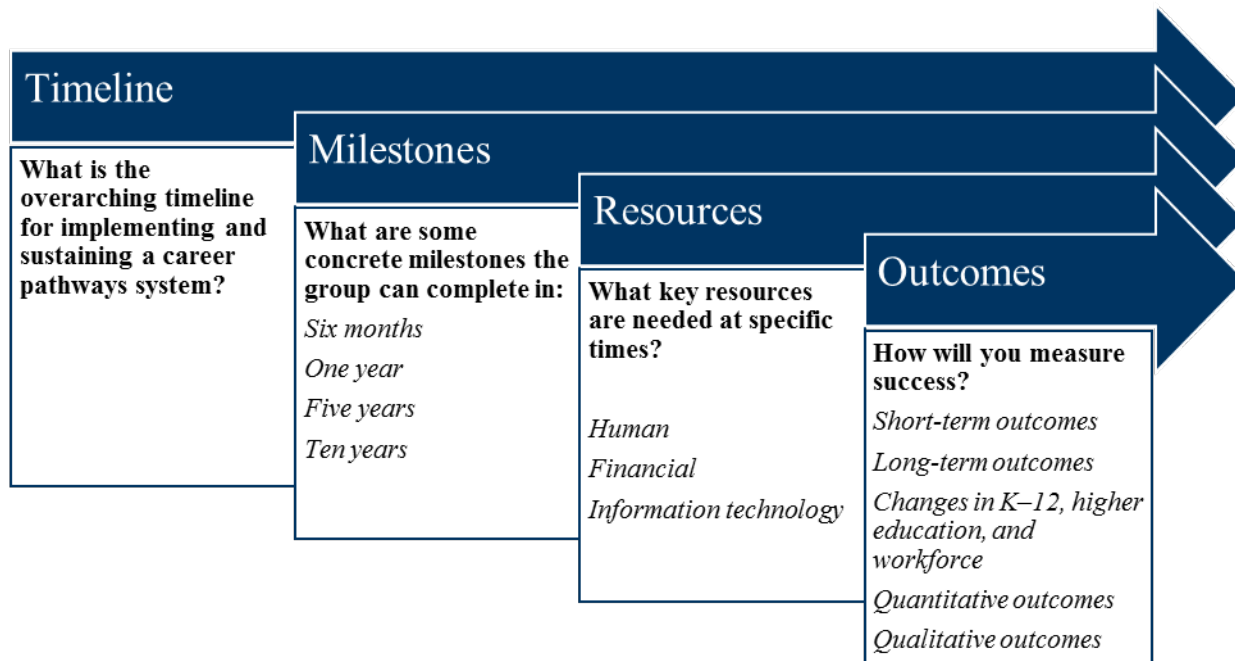 Timeline
What is the
overarching timeline
for implementing and
sustaining a career
pathways system?
Milestones
What are some
concrete milestones the
group can complete in:
Six months
One year
Five years
Ten years
Resources
What key resources
are needed at specific
times?
Human
Financial
Information technology
Outcomes
How will you measure
success?
Short-term outcomes
Long-term outcomes
Changes in K–12, higher
education, and
workforce
Quantitative outcomes
Qualitative outcomes